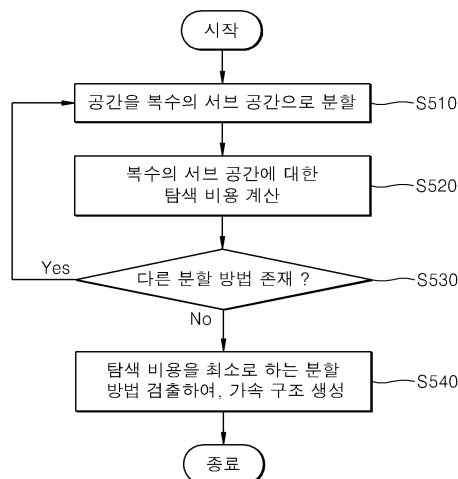 시작
공간을 복수의 서브 공간으로 분할
S510
복수의 서브 공간에 대한
탐색 비용 계산
S520
Yes
다른 분할 방법 존재 ?
S530
No
탐색 비용을 최소로 하는 분할
방법 검출하여, 가속 구조 생성
S540
종료